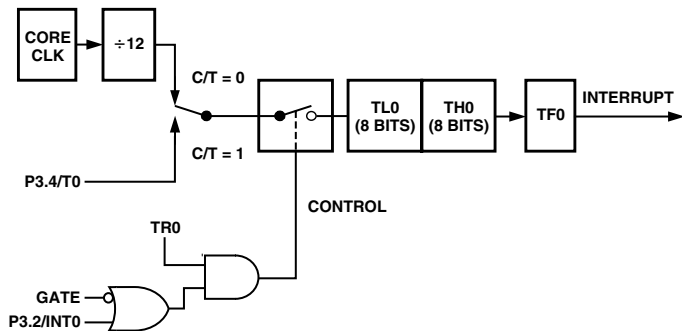 CORE
CLK
÷12
C/T = 0
C/T = 1
P3.4/T0
TL0
(8 BITS)
TH0
(8 BITS)
TF0
INTERRUPT
CONTROL
TR0
GATE
P3.2/INT0